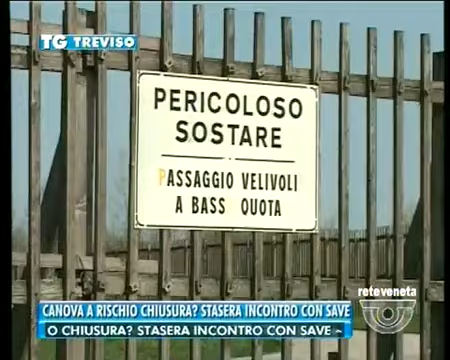 TG TREVISO
PERICOLOSO
SOSTARE
PASSAGGIO VELIVOLI
A BASS QUOTA
CANOVA A RISCHIO CHIUSURA? STASERA INCONTRO CON SAVE
O CHIUSURA? STASERA INCONTRO CON SAVE ~
reteveneta